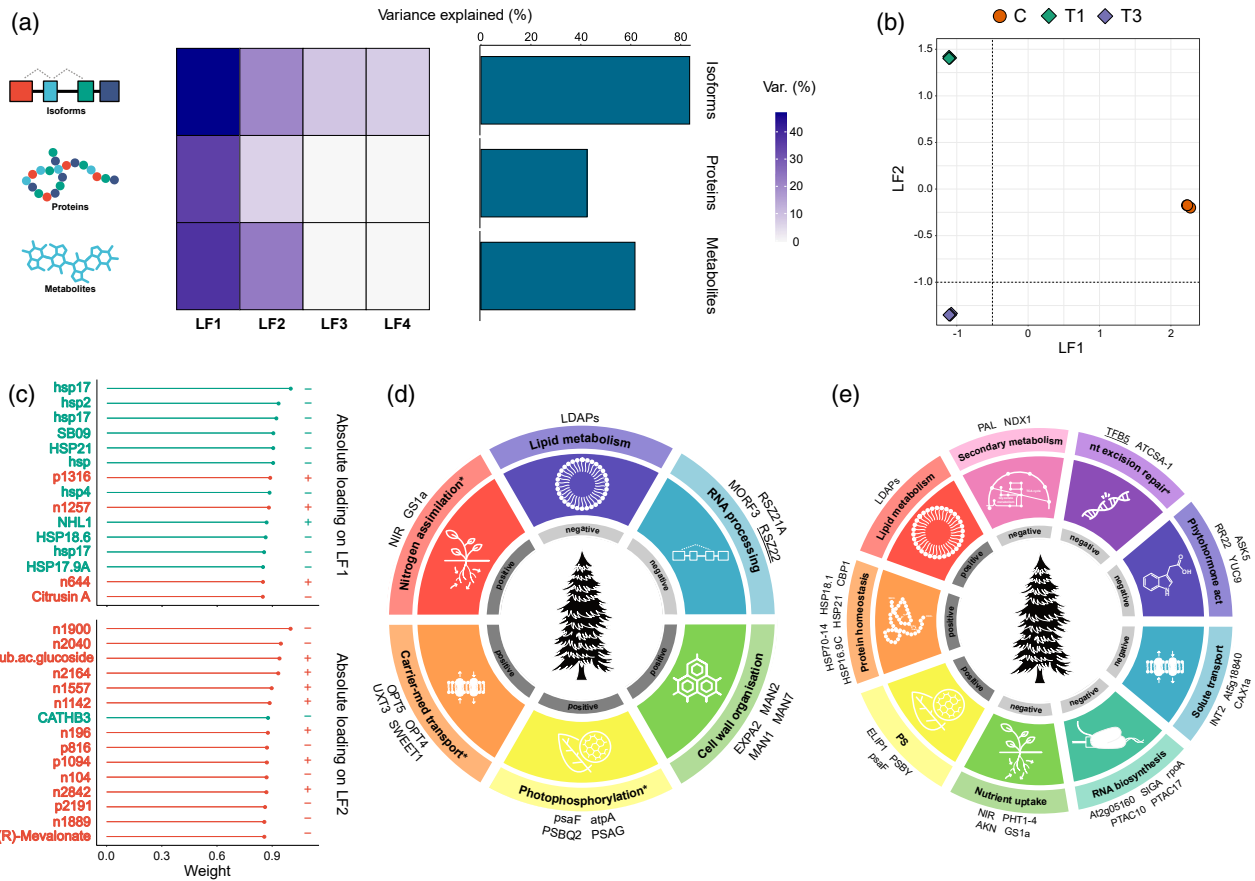 (a)
Variance explained (%)
0 20 40 60 80
Isoforms
Proteins
Metabolites
LF1 LF2 LF3 LF4
Isoforms
Proteins
Metabolites
Var. (%)
40
30
20
10
0
(b)
C T1 T3
LF2
1.5
1.0
0.5
0.0
-0.5
-1.0
-1 0 1 2
LF1
(c)
hsp17 −
hsp2 −
hsp17 −
SB09 −
HSP21 −
hsp −
p1316 +
hsp4 −
n1257 +
NHL1 +
HSP18.6 −
hsp17 −
HSP17.9A −
n644 +
Citrusin A −
Absolute loading on LF1
n1900 −
n2040 −
ub.ac.glucoside +
n2164 +
n1557 +
n1142 +
CATHB3 −
n196 +
p816 −
p1094 +
n104 −
n2842 +
p2191 −
n1889 −
(R)-Mevalonate −
Absolute loading on LF2
0.0 0.3 0.6 0.9
Weight
(d)
LDAPs
Lipid metabolism
negative
RSZ21A
MORF3 RSZ22
RNA processing
negative
Cell wall organisation
positive
EXPA2 MAN2
MAN1 MAN7
positive
Photophosphorylation*
psaF atpA
PSBQ2 PSAG
Carrier-med transport*
positive
OPT5 OPT4
UXT3 SWEET1
NIR GS1a
Nitrogen assimilation*
positive
(e)
PAL NDX1
Secondary metabolism
negative
TFB5 ATCSA-1
nt excision repair*
negative
ASK5
RR22 YUC9
Phytohormone act
negative
OH
Solute transport
negative
At5g18840
INT2 CAX1a
RNA biosynthesis
negative
At2g05160 SIGA rpoA
PTAC10 PTAC17
negative
Nutrient uptake
NIR PHT1-4
AKN GS1a
PS
positive
ELIP1 PSBY
psaF
Protein homeostasis
positive
HSP70-14 HSP18.1
HSP16.9C HSP21 CBP1
LDAPs
Lipid metabolism
positive